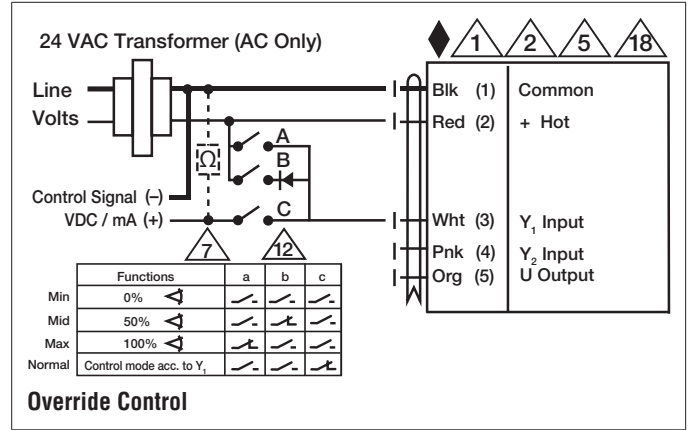 24 VAC Transformer (AC Only)
1 2 5 18
Line
Volts
Blk (1) Common
Red (2) + Hot
A
B
Ω
C
Control Signal (–)
VDC / mA (+)
Wht (3) Y1 Input
Pnk (4) Y2 Input
Org (5) U Output
7 12
Functions a b c
Min 0%
Mid 50%
Max 100%
Normal Control mode acc. to Y1
Override Control